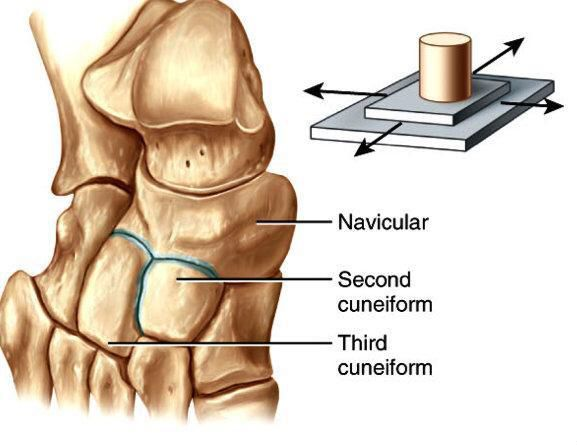 Navicular
Second
cuneiform
Third
cuneiform